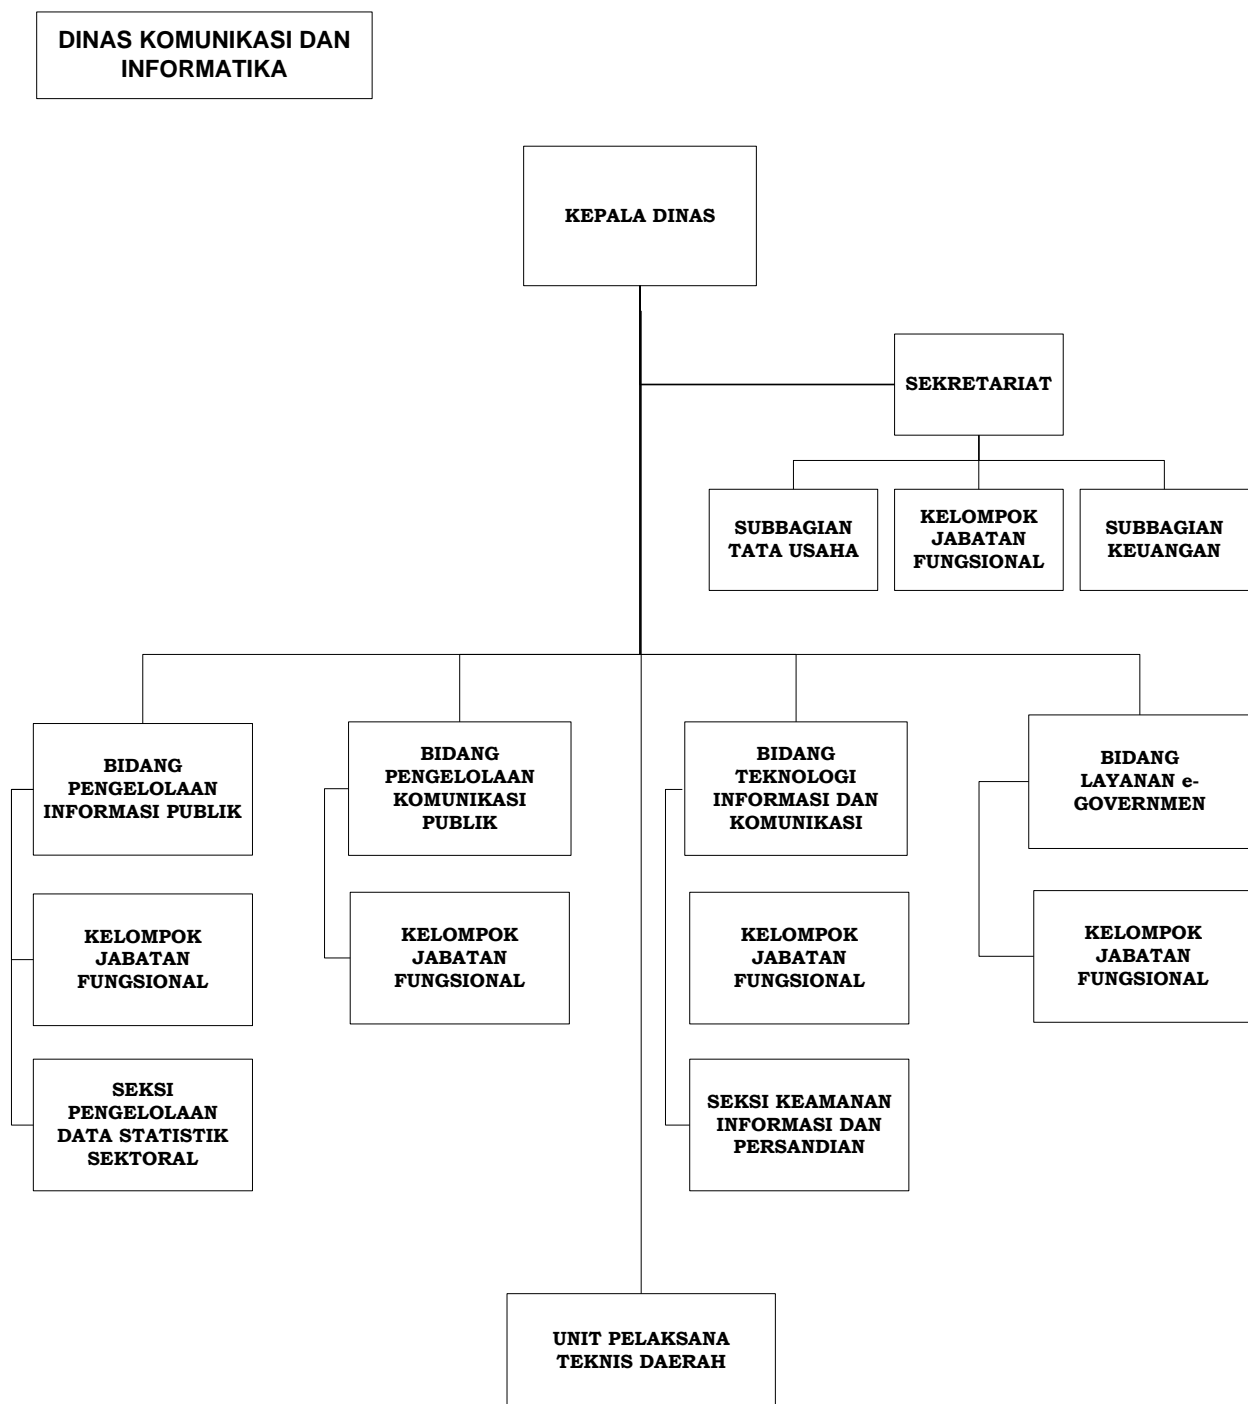 DINAS KOMUNIKASI DAN
INFORMATIKA
KEPALA DINAS
SEKRETARIAT
SUBBAGIAN
TATA USAHA
KELOMPOK
JABATAN
FUNGSIONAL
SUBBAGIAN
KEUANGAN
BIDANG
PENGELOLAAN
INFORMASI PUBLIK
BIDANG
PENGELOLAAN
KOMUNIKASI
PUBLIK
BIDANG
TEKNOLOGI
INFORMASI DAN
KOMUNIKASI
BIDANG
LAYANAN e-
GOVERNMEN
KELOMPOK
JABATAN
FUNGSIONAL
KELOMPOK
JABATAN
FUNGSIONAL
KELOMPOK
JABATAN
FUNGSIONAL
KELOMPOK
JABATAN
FUNGSIONAL
SEKSI
PENGELOLAAN
DATA STATISTIK
SEKTORAL
SEKSI KEAMANAN
INFORMASI DAN
PERSANDIAN
UNIT PELAKSANA
TEKNIS DAERAH